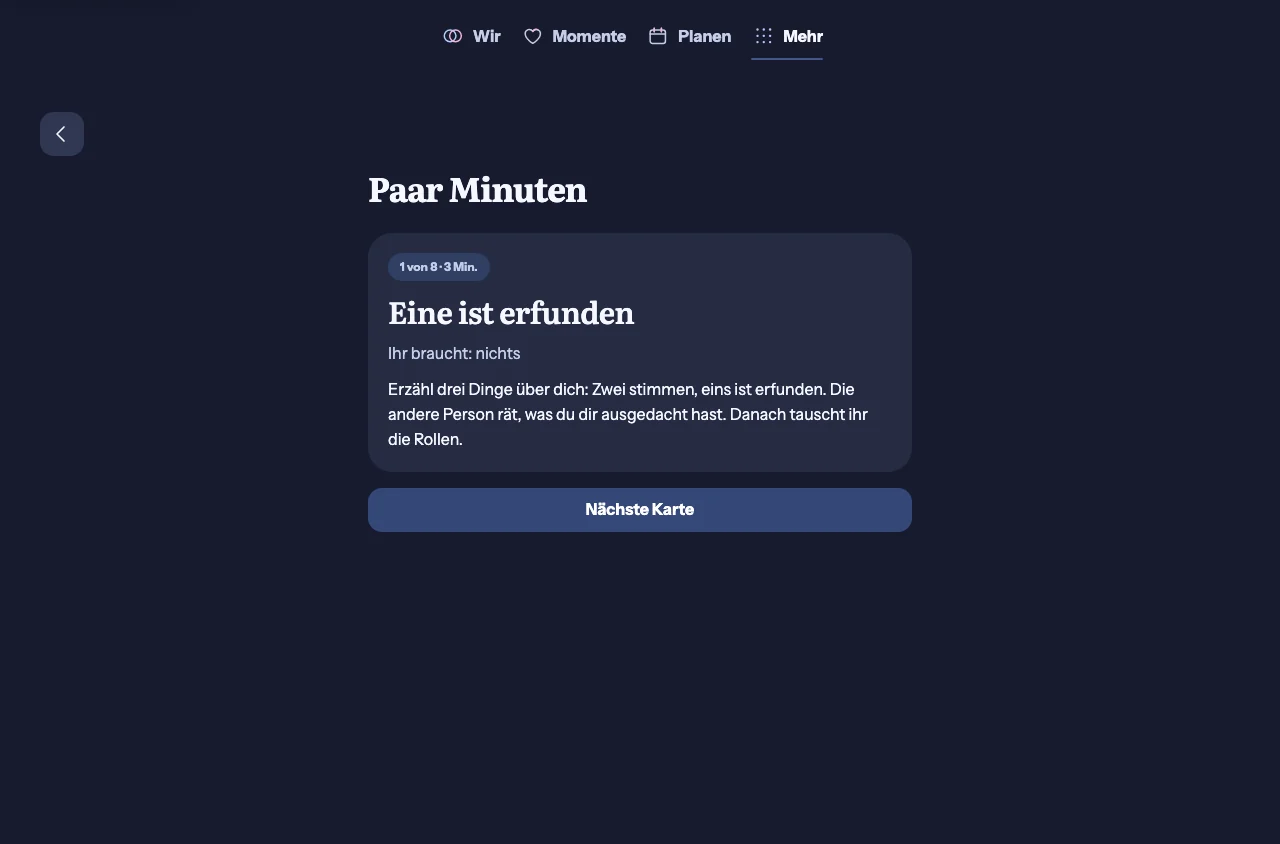 Wir
Momente
Planen
Mehr
Paar Minuten
1 von 8 · 3 Min.
Eine ist erfunden
Ihr braucht: nichts
Erzähl drei Dinge über dich: Zwei stimmen, eins ist erfunden. Die
andere Person rät, was du dir ausgedacht hast. Danach tauscht ihr
die Rollen.
Nächste Karte